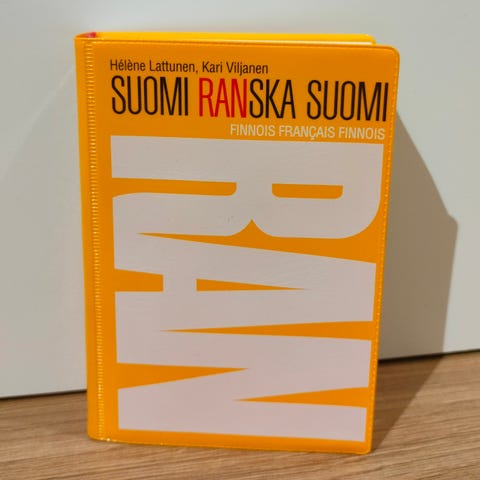 Hélène Lattunen, Kari Viljanen
SUOMI RANSKA SUOMI
FINNOIS FRANÇAIS FINNOIS
RAN